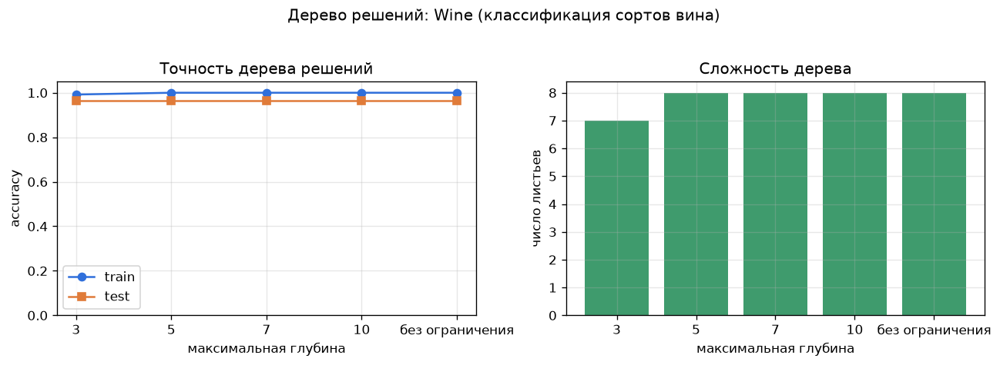 Дерево решений: Wine (классификация сортов вина)
Точность дерева решений
accuracy
1.0
0.8
0.6
0.4
0.2
0.0
train
test
3 5 7 10 без ограничения
максимальная глубина
Сложность дерева
число листьев
8
7
6
5
4
3
2
1
0
3 5 7 10 без ограничения
максимальная глубина